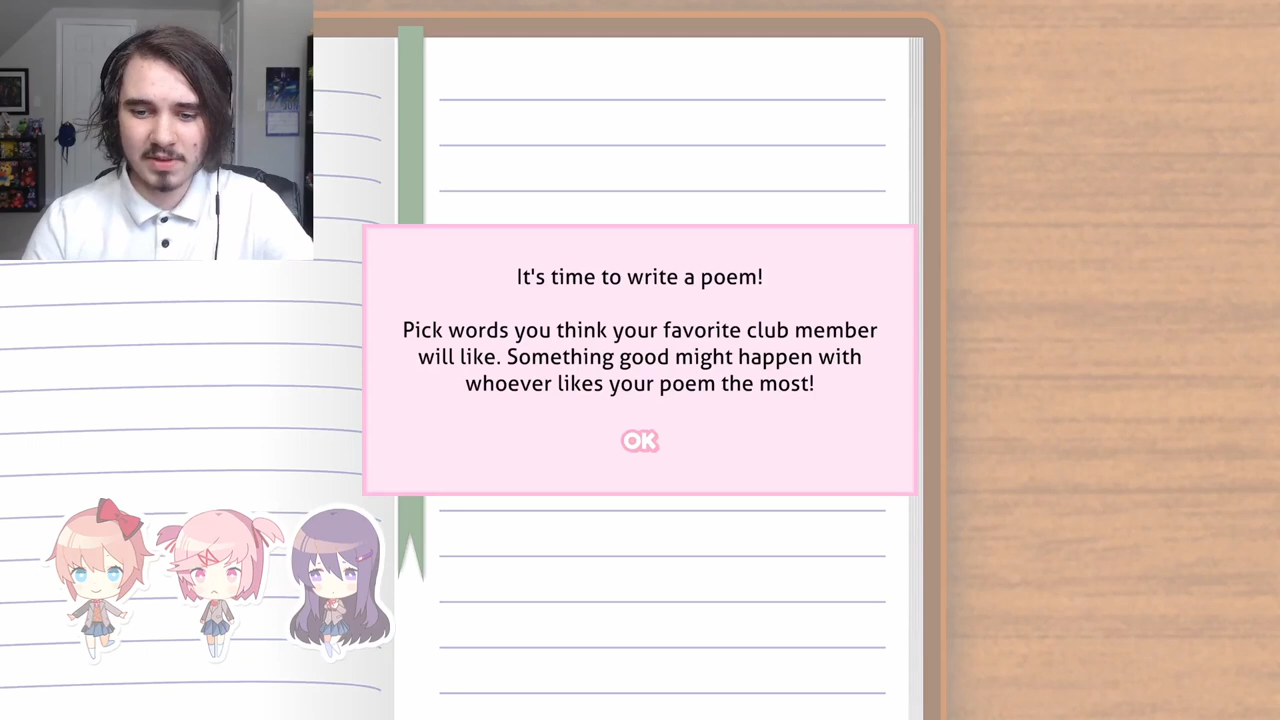 It's time to write a poem!
Pick words you think your favorite club member
will like. Something good might happen with
whoever likes your poem the most!
OK